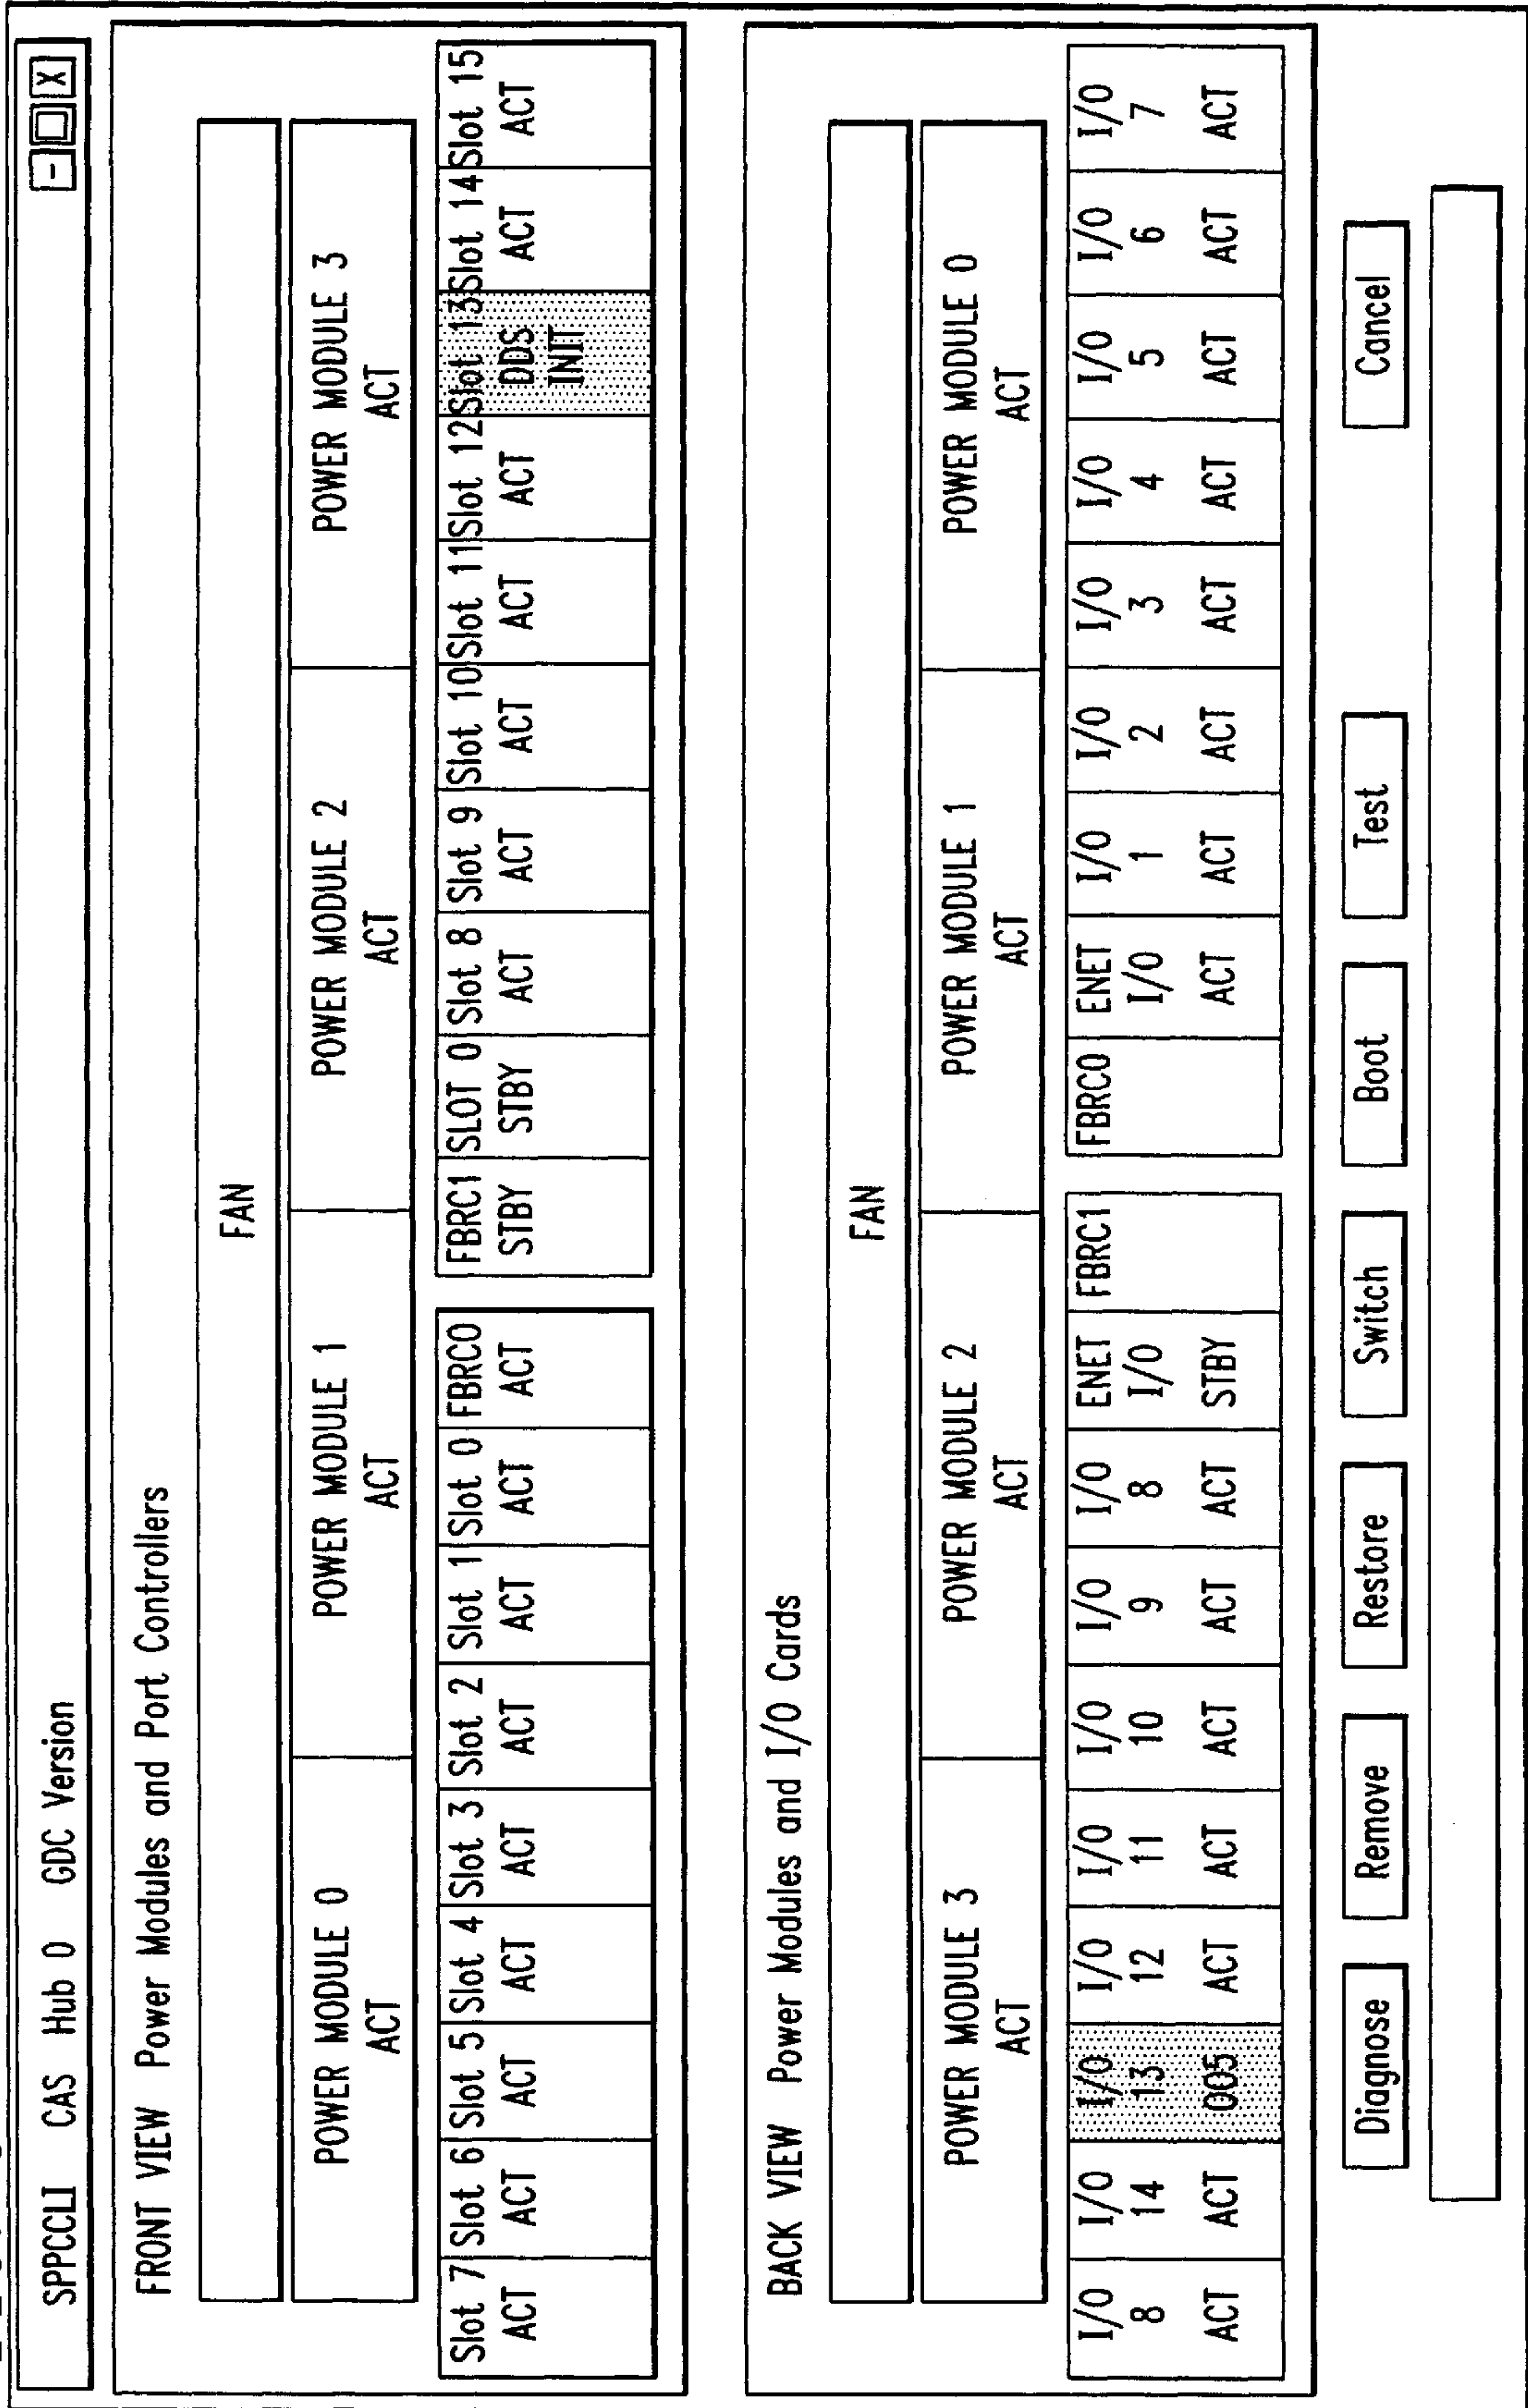 SPPCCLI CAS Hub 0 GDC Version
FRONT VIEW Power Modules and Port Controllers
FAN
POWER MODULE 0 POWER MODULE 1 POWER MODULE 2 POWER MODULE 3
ACT ACT ACT ACT
Slot 7 Slot 6 Slot 5 Slot 4 Slot 3 Slot 2 Slot 1 Slot 0 FBRC0 FBRC1 SLOT 0 Slot 8 Slot 9 Slot 10 Slot 11 Slot 12 Slot 13 Slot 14 Slot 15
ACT ACT ACT ACT ACT ACT ACT ACT ACT STBY STBY ACT ACT ACT ACT ACT DDS ACT ACT
INIT
BACK VIEW Power Modules and I/O Cards
FAN
POWER MODULE 3 POWER MODULE 2 POWER MODULE 1 POWER MODULE 0
ACT ACT ACT ACT
I/O I/O I/O I/O I/O I/O I/O I/O ENET FBRC1 FBRC0 ENET I/O I/O I/O I/O I/O I/O I/O
8 14 13 12 11 10 9 8 I/O I/O 1 2 3 4 5 6 7
ACT ACT 005 ACT ACT ACT ACT ACT STBY ACT ACT ACT ACT ACT ACT ACT ACT
Diagnose Remove Restore Switch Boot Test Cancel